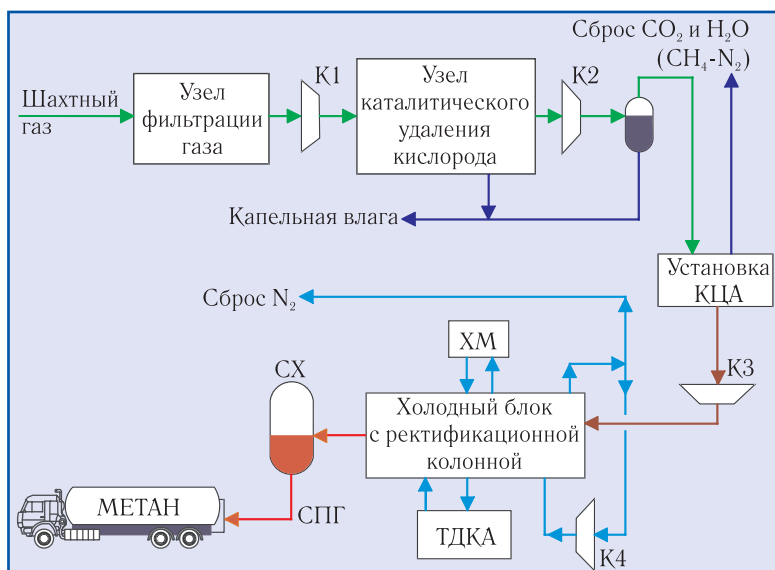 Сброс CO₂ и H₂O
(CH₄-N₂)
Шахтный
газ
Узел
фильтрации
газа
К1
Узел
каталитического
удаления
кислорода
К2
Капельная влага
Установка
КЦА
Сброс N₂
ХМ
К3
СХ
Холодный блок
с ректификационной
колонной
МЕТАН
СПГ
ТДКА
К4